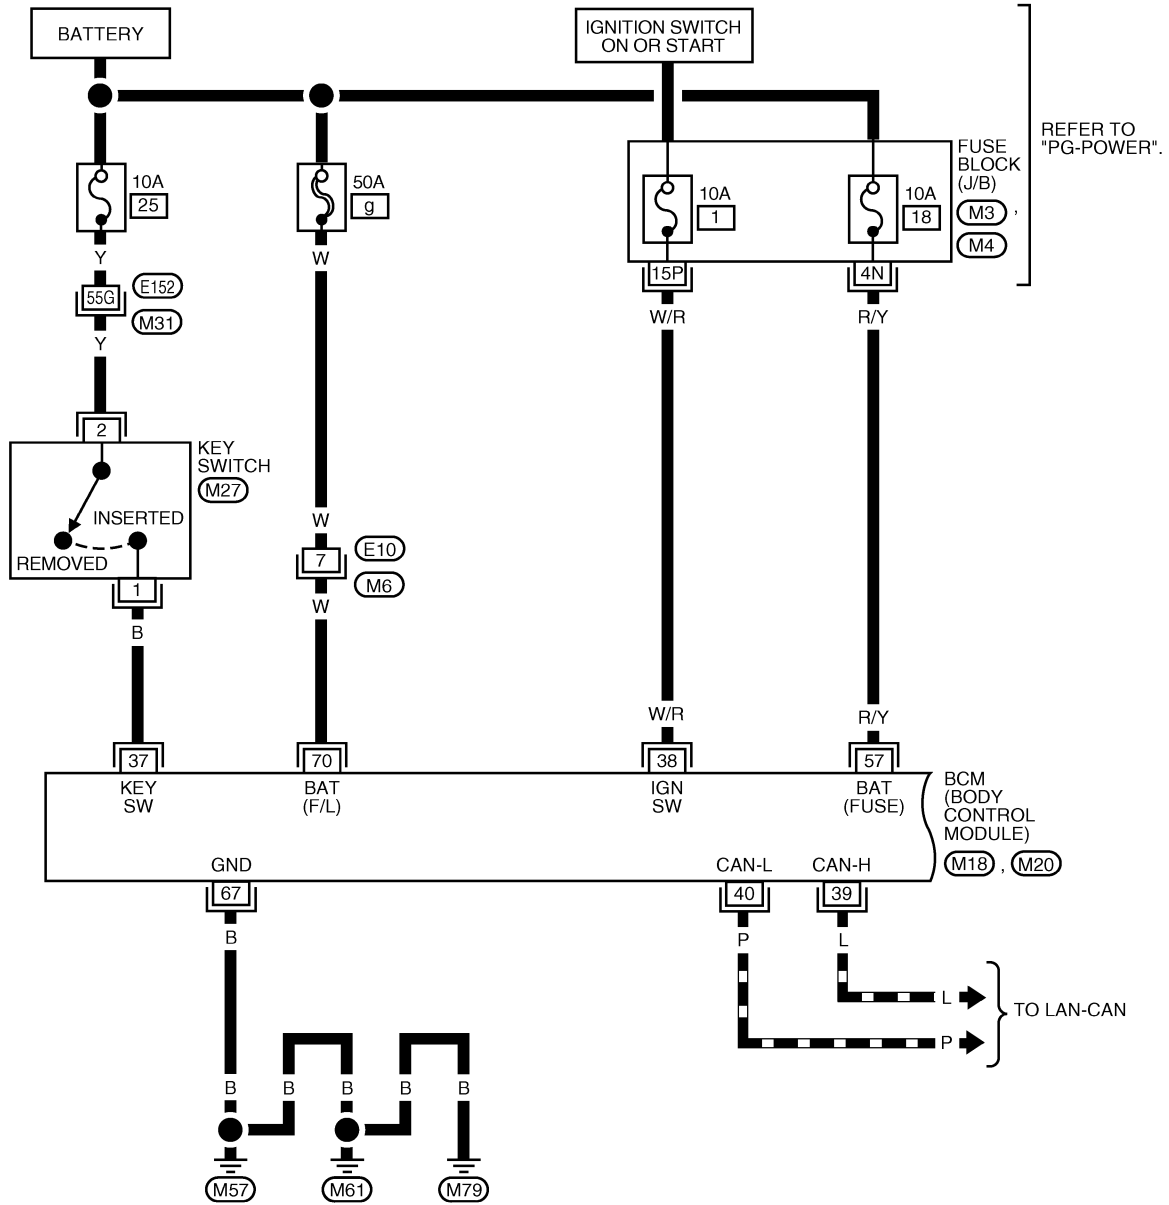 BATTERY
IGNITION SWITCH
ON OR START
REFER TO
"PG-POWER".
10A
25
50A
g
10A
1
10A
18
FUSE
BLOCK
(J/B)
M3 ,
M4
Y
W
15P
4N
55G
E152
M31
W/R
R/Y
Y
2
KEY
SWITCH
M27
INSERTED
REMOVED
1
B
W
7
E10
M6
W
W/R
R/Y
37
70
38
57
KEY
SW
BAT
(F/L)
IGN
SW
BAT
(FUSE)
BCM
(BODY
CONTROL
MODULE)
M18 , M20
GND
CAN-L
CAN-H
67
40
39
B
P
L
L
P
TO LAN-CAN
B
B
B
B
B
M57
M61
M79